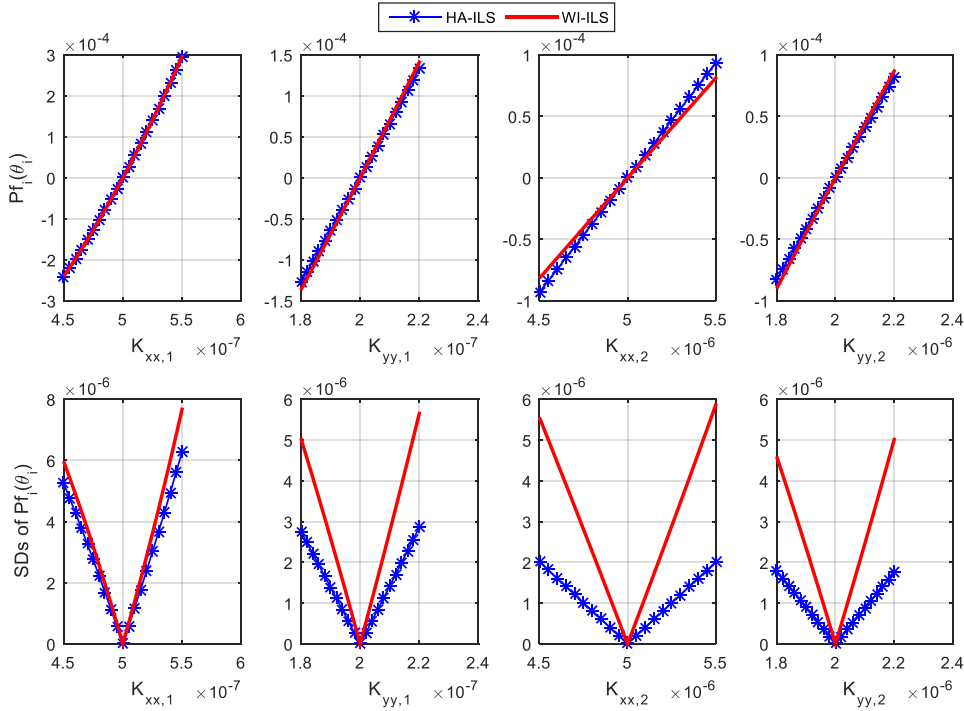 HA-ILS WI-ILS
×10^-4 ×10^-4 ×10^-4 ×10^-4
3 2 1 0 -1 -2 -3
1.5 1 0.5 0 -0.5 -1 -1.5
1 0.5 0 -0.5 -1
1 0.5 0 -0.5 -1
Pf_i(θ_i)
4.5 5 5.5 6 1.8 2 2.2 2.4 4.5 5 5.5 1.8 2 2.2 2.4
K_xx,1 ×10^-7 K_yy,1 ×10^-7 K_xx,2 ×10^-6 K_yy,2 ×10^-6
×10^-6 ×10^-6 ×10^-6 ×10^-6
8 6 4 2 0
6 5 4 3 2 1 0
6 5 4 3 2 1 0
6 5 4 3 2 1 0
SDs of Pf_i(θ_i)
4.5 5 5.5 6 1.8 2 2.2 2.4 4.5 5 5.5 1.8 2 2.2 2.4
K_xx,1 ×10^-7 K_yy,1 ×10^-7 K_xx,2 ×10^-6 K_yy,2 ×10^-6